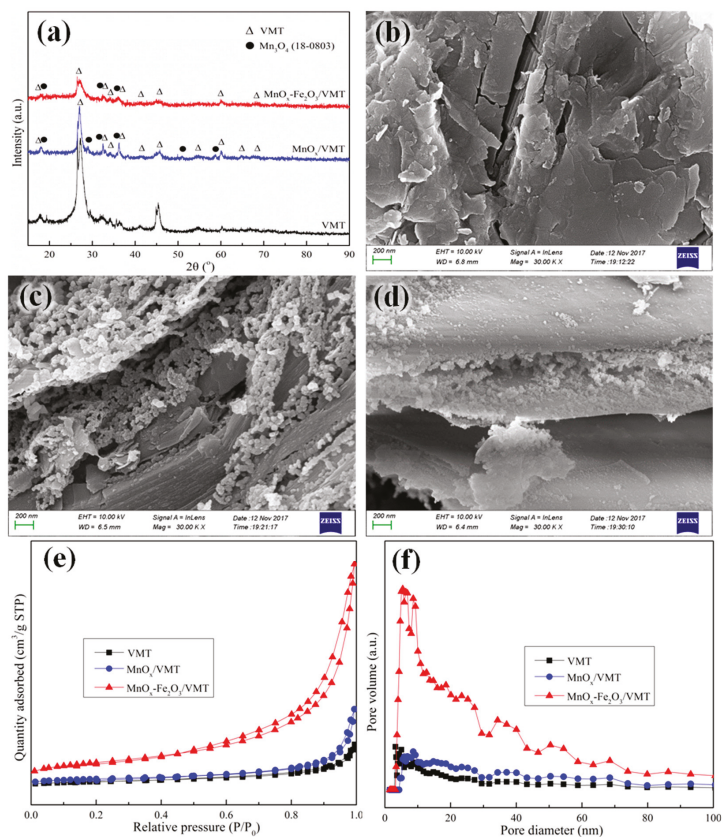 (a)
△ VMT
● Mn₃O₄ (18-0803)
MnOₓ-Fe₂O₃/VMT
MnOₓ/VMT
VMT
Intensity (a.u.)
20 30 40 50 60 70 80 90
2θ (°)
(b)
200 nm
EHT = 10.00 kV Signal A = InLens Date :12 Nov 2017
WD = 6.8 mm Mag = 30.00 K X Time :19:12:22
ZEISS
(c)
200 nm
EHT = 10.00 kV Signal A = InLens Date :12 Nov 2017
WD = 6.5 mm Mag = 30.00 K X Time :19:21:17
ZEISS
(d)
200 nm
EHT = 10.00 kV Signal A = InLens Date :12 Nov 2017
WD = 6.4 mm Mag = 30.00 K X Time :19:30:10
ZEISS
(e)
VMT
MnOₓ/VMT
MnOₓ-Fe₂O₃/VMT
Quantity adsorbed (cm³/g STP)
0.0 0.2 0.4 0.6 0.8 1.0
Relative pressure (P/P₀)
(f)
VMT
MnOₓ/VMT
MnOₓ-Fe₂O₃/VMT
Pore volume (a.u.)
0 20 40 60 80 100
Pore diameter (nm)